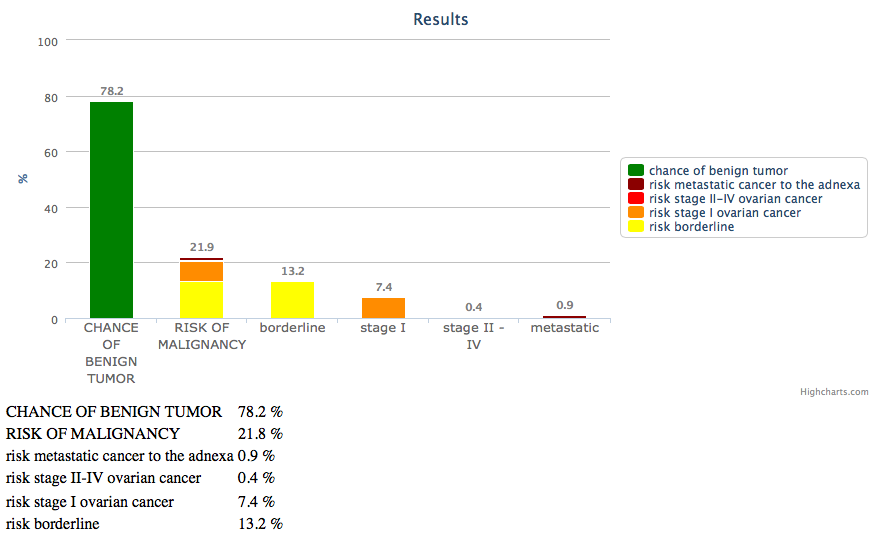 Results
100
80
60
40
20
0
%
78.2
21.9
13.2
7.4
0.4
0.9
CHANCE
OF
BENIGN
TUMOR
RISK OF
MALIGNANCY
borderline
stage I
stage II -
IV
metastatic
chance of benign tumor
risk metastatic cancer to the adnexa
risk stage II-IV ovarian cancer
risk stage I ovarian cancer
risk borderline
Highcharts.com
CHANCE OF BENIGN TUMOR 78.2 %
RISK OF MALIGNANCY 21.8 %
risk metastatic cancer to the adnexa 0.9 %
risk stage II-IV ovarian cancer 0.4 %
risk stage I ovarian cancer 7.4 %
risk borderline 13.2 %